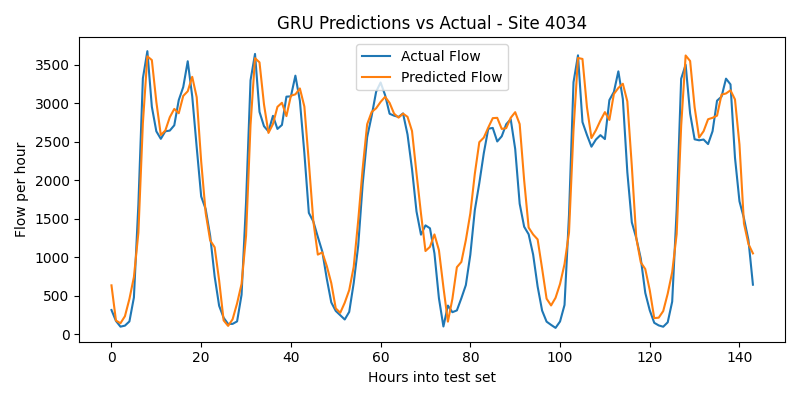 GRU Predictions vs Actual - Site 4034
Actual Flow
Predicted Flow
Flow per hour
3500
3000
2500
2000
1500
1000
500
0
0 20 40 60 80 100 120 140
Hours into test set